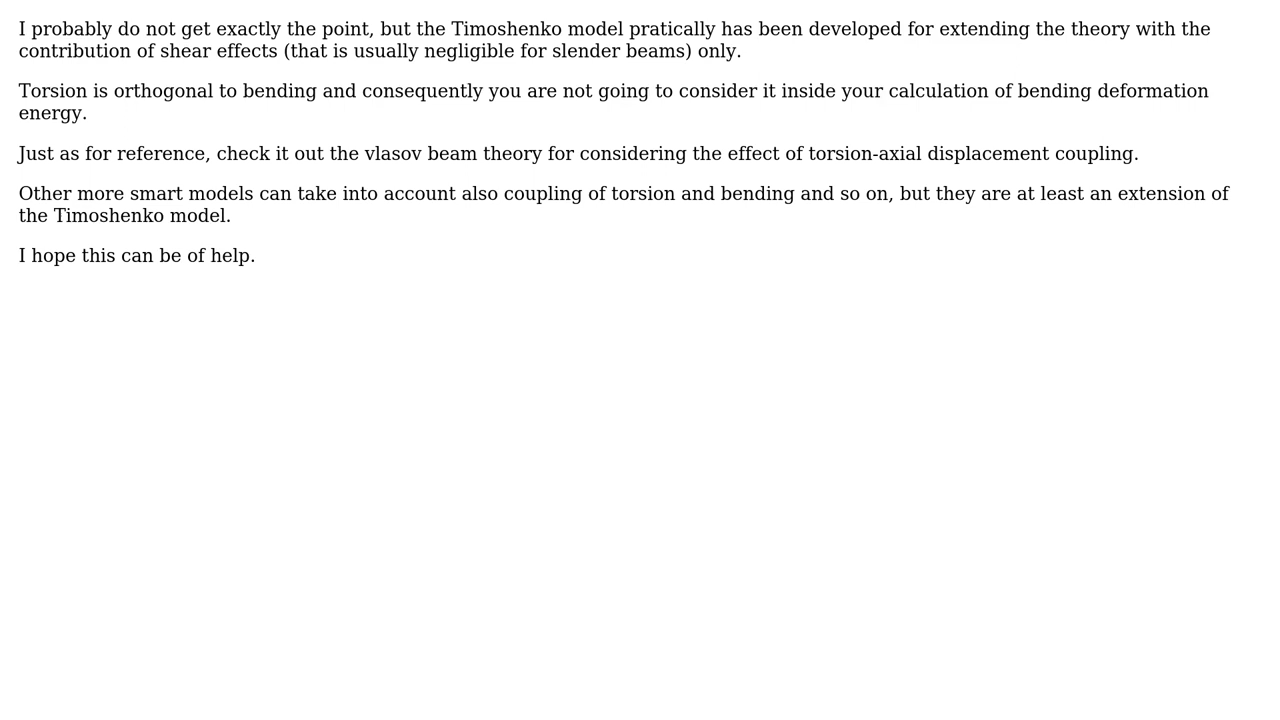 I probably do not get exactly the point, but the Timoshenko model pratically has been developed for extending the theory with the
contribution of shear effects (that is usually negligible for slender beams) only.
Torsion is orthogonal to bending and consequently you are not going to consider it inside your calculation of bending deformation
energy.
Just as for reference, check it out the vlasov beam theory for considering the effect of torsion-axial displacement coupling.
Other more smart models can take into account also coupling of torsion and bending and so on, but they are at least an extension of
the Timoshenko model.
I hope this can be of help.